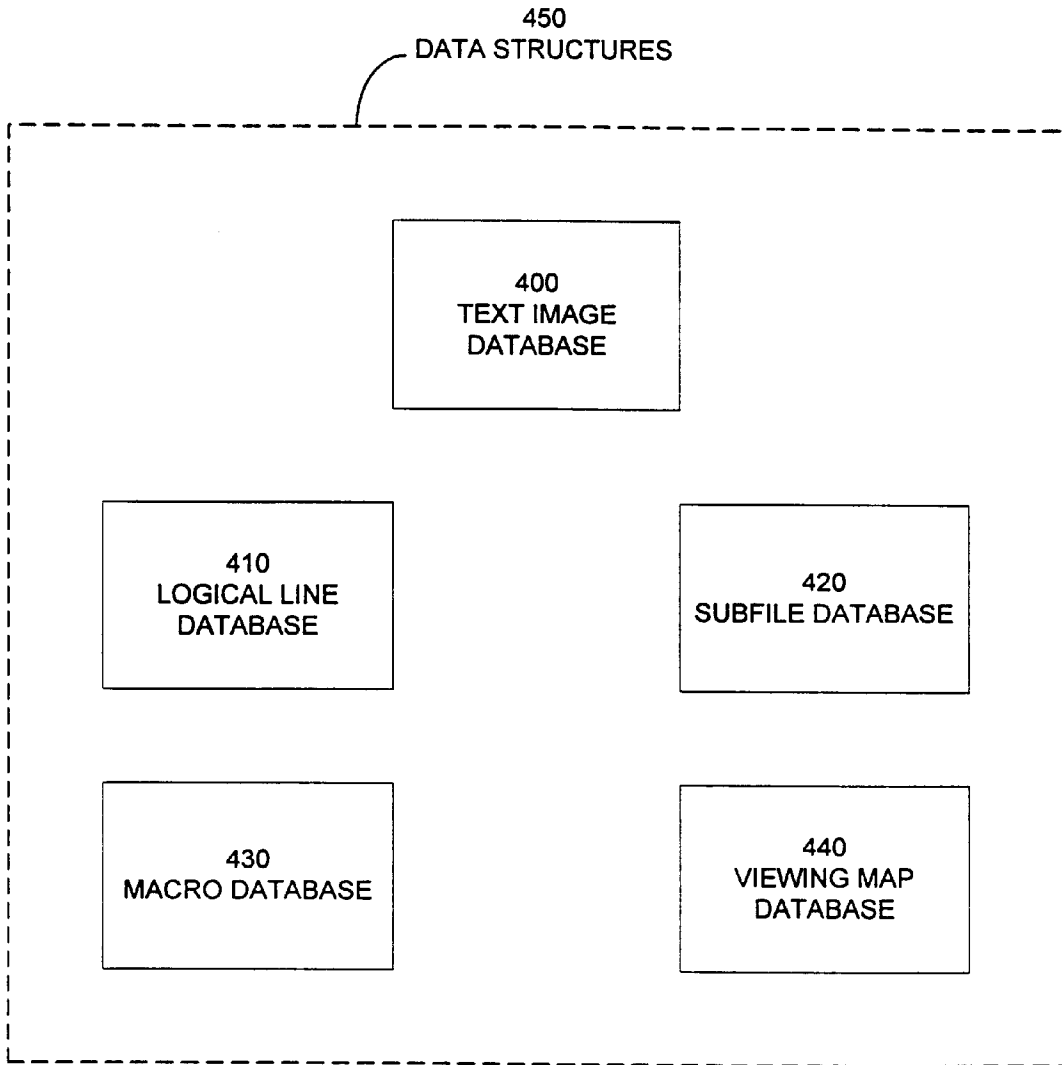 450
DATA STRUCTURES
400
TEXT IMAGE
DATABASE
410
LOGICAL LINE
DATABASE
420
SUBFILE DATABASE
430
MACRO DATABASE
440
VIEWING MAP
DATABASE